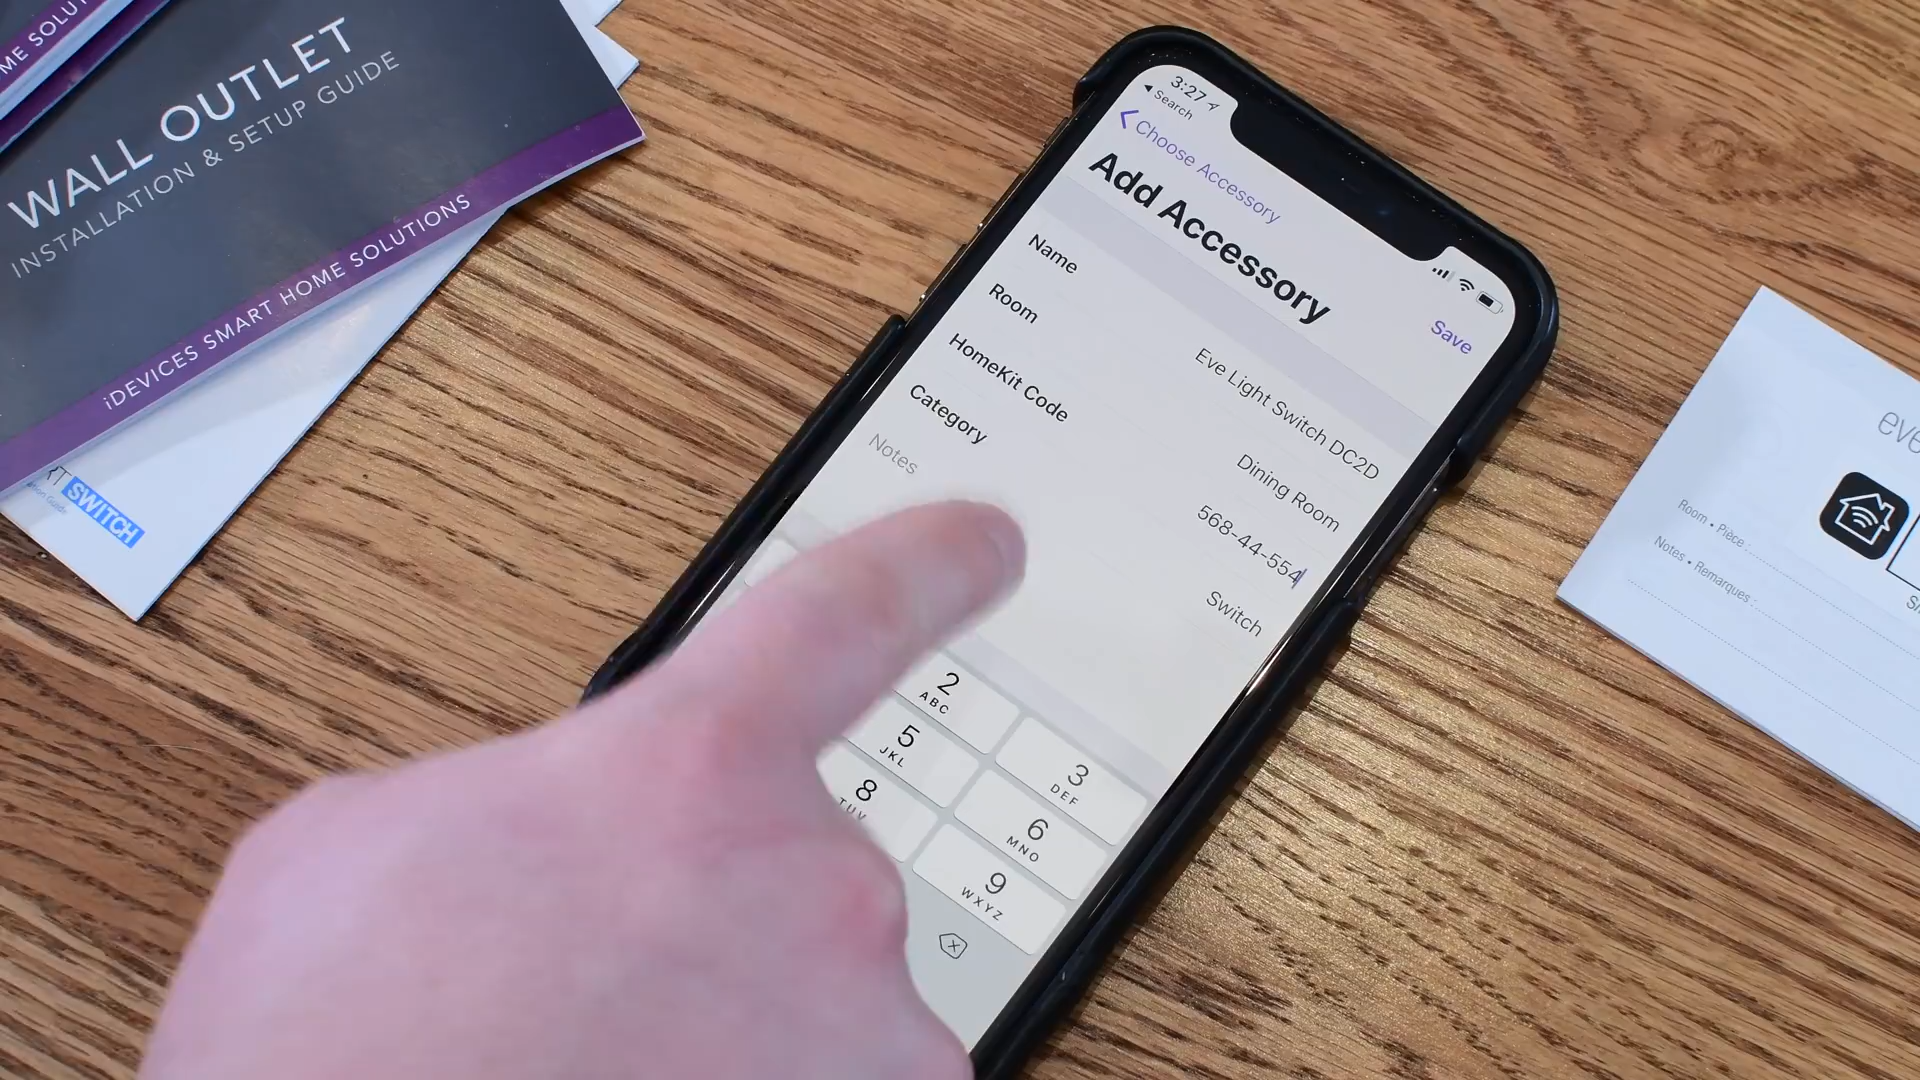 WALL OUTLET
INSTALLATION & SETUP GUIDE
iDEVICES SMART HOME SOLUTIONS
SWITCH
3:27
Search
Choose Accessory
Add Accessory
Save
Name
Eve Light Switch DC2D
Room
Dining Room
HomeKit Code
568-44-554
Category
Switch
Notes
2
ABC
3
DEF
5
JKL
6
MNO
8
TUV
9
WXYZ
eve
Room • Pièce :
Notes • Remarques :